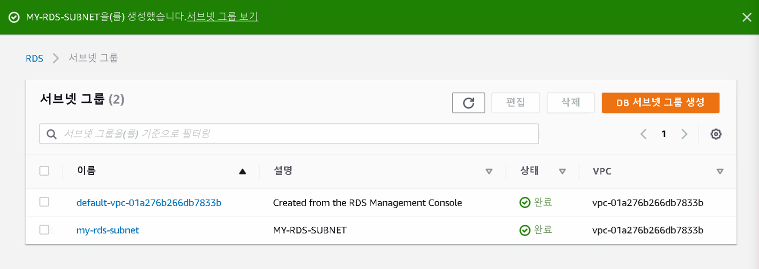 MY-RDS-SUBNET을(를) 생성했습니다.서브넷 그룹 보기
RDS > 서브넷 그룹
서브넷 그룹 (2)
편집
삭제
DB 서브넷 그룹 생성
서브넷 그룹을(를) 기준으로 필터링
1
이름 설명 상태 VPC
default-vpc-01a276b266db7833b Created from the RDS Management Console 완료 vpc-01a276b266db7833b
my-rds-subnet MY-RDS-SUBNET 완료 vpc-01a276b266db7833b